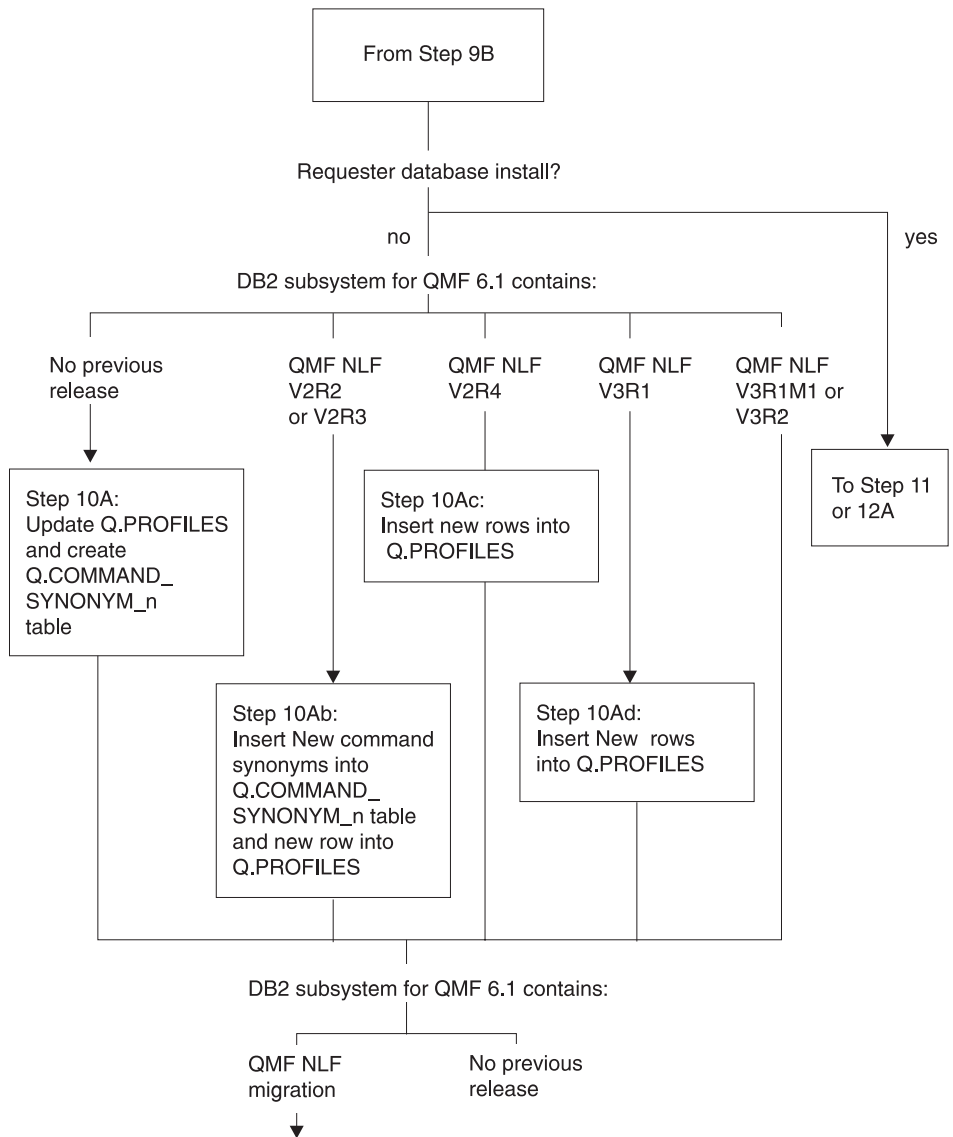 From Step 9B
Requester database install?
no
yes
DB2 subsystem for QMF 6.1 contains:
No previous
release
QMF NLF
V2R2
or V2R3
QMF NLF
V2R4
QMF NLF
V3R1
QMF NLF
V3R1M1 or
V3R2
Step 10A:
Update Q.PROFILES
and create
Q.COMMAND_
SYNONYM_n
table
Step 10Ac:
Insert new rows into
Q.PROFILES
To Step 11
or 12A
Step 10Ab:
Insert New command
synonyms into
Q.COMMAND_
SYNONYM_n table
and new row into
Q.PROFILES
Step 10Ad:
Insert New rows
into Q.PROFILES
DB2 subsystem for QMF 6.1 contains:
QMF NLF
migration
No previous
release